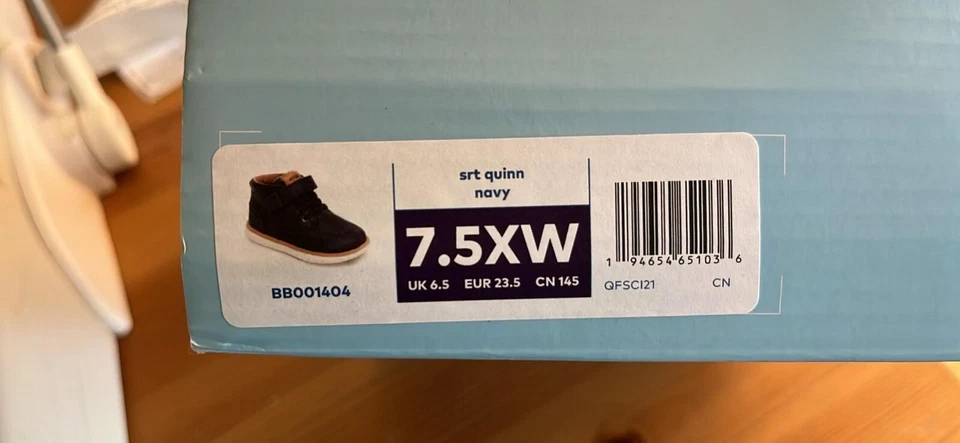 srt quinn
navy
7.5XW
UK 6.5 EUR 23.5 CN 145
BB001404
1 94654 65103 6
QFSCI21 CN